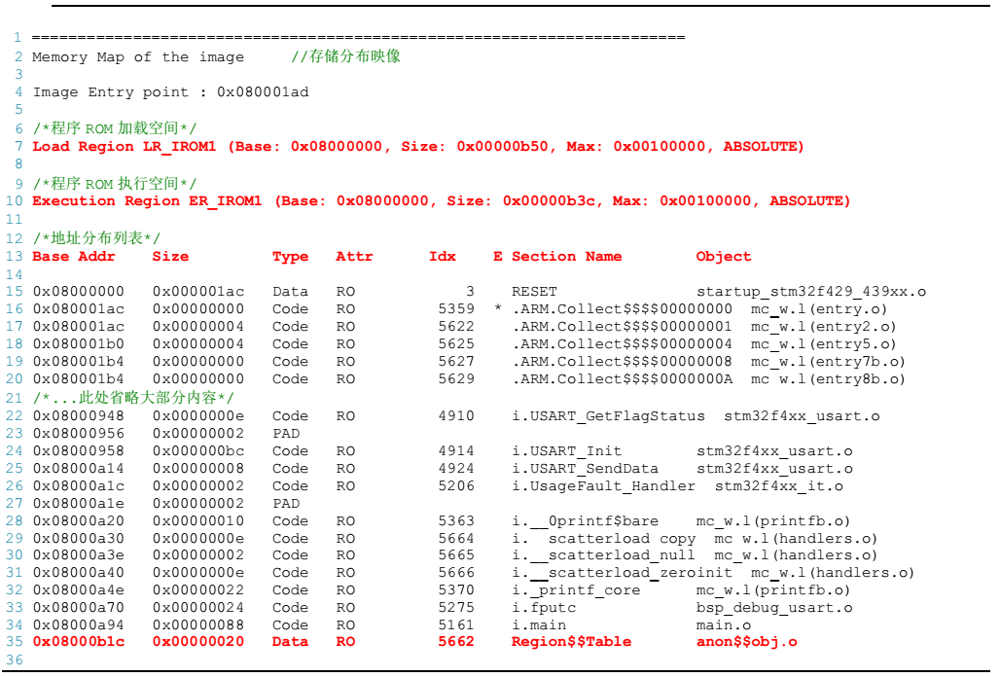 1 =======================================================================
2 Memory Map of the image //存储分布映像
3
4 Image Entry point : 0x080001ad
5
6 /*程序 ROM 加载空间*/
7 Load Region LR_IROM1 (Base: 0x08000000, Size: 0x00000b50, Max: 0x00100000, ABSOLUTE)
8
9 /*程序 ROM 执行空间*/
10 Execution Region ER_IROM1 (Base: 0x08000000, Size: 0x00000b3c, Max: 0x00100000, ABSOLUTE)
11
12 /*地址分布列表*/
13 Base Addr Size Type Attr Idx E Section Name Object
14
15 0x08000000 0x000001ac Data RO 3 RESET startup_stm32f429_439xx.o
16 0x080001ac 0x00000000 Code RO 5359 * .ARM.Collect$$$$00000000 mc_w.l(entry.o)
17 0x080001ac 0x00000004 Code RO 5622 .ARM.Collect$$$$00000001 mc_w.l(entry2.o)
18 0x080001b0 0x00000004 Code RO 5625 .ARM.Collect$$$$00000004 mc_w.l(entry5.o)
19 0x080001b4 0x00000000 Code RO 5627 .ARM.Collect$$$$00000008 mc_w.l(entry7b.o)
20 0x080001b4 0x00000000 Code RO 5629 .ARM.Collect$$$$0000000A mc w.l(entry8b.o)
21 /*...此处省略大部分内容*/
22 0x08000948 0x0000000e Code RO 4910 i.USART_GetFlagStatus stm32f4xx_usart.o
23 0x08000956 0x00000002 PAD
24 0x08000958 0x000000bc Code RO 4914 i.USART_Init stm32f4xx_usart.o
25 0x08000a14 0x00000008 Code RO 4924 i.USART_SendData stm32f4xx_usart.o
26 0x08000a1c 0x00000002 Code RO 5206 i.UsageFault_Handler stm32f4xx_it.o
27 0x08000a1e 0x00000002 PAD
28 0x08000a20 0x00000010 Code RO 5363 i.__0printf$bare mc_w.l(printfb.o)
29 0x08000a30 0x0000000e Code RO 5664 i.__scatterload_copy mc_w.l(handlers.o)
30 0x08000a3e 0x00000002 Code RO 5665 i.__scatterload_null mc_w.l(handlers.o)
31 0x08000a40 0x0000000e Code RO 5666 i.__scatterload_zeroinit mc_w.l(handlers.o)
32 0x08000a4e 0x00000022 Code RO 5370 i._printf_core mc_w.l(printfb.o)
33 0x08000a70 0x00000024 Code RO 5275 i.fputc bsp_debug_usart.o
34 0x08000a94 0x00000088 Code RO 5161 i.main main.o
35 0x08000b1c 0x00000020 Data RO 5662 Region$$Table anon$$obj.o
36